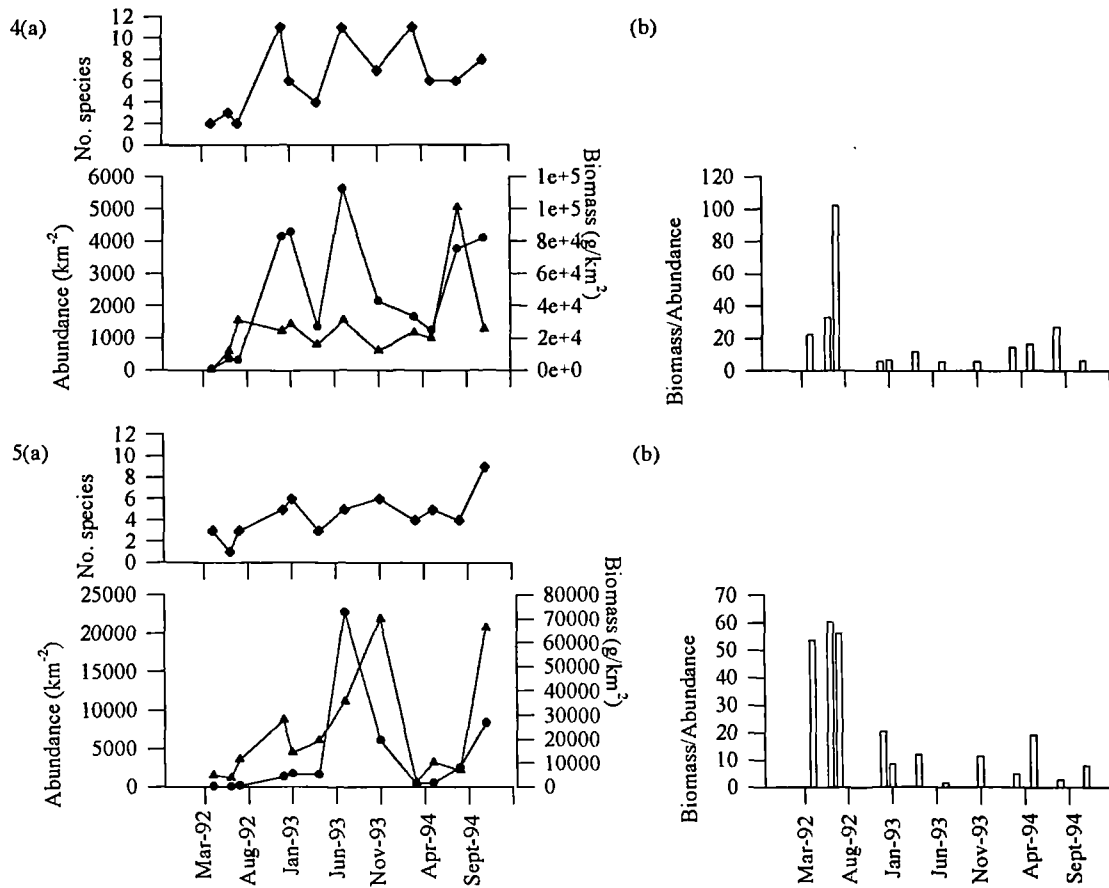 4(a)
No. species
12
10
8
6
4
2
0
Abundance (km-2)
6000
5000
4000
3000
2000
1000
0
1e+5
1e+5
8e+4
6e+4
4e+4
2e+4
0e+0
Biomass (g/km2)
(b)
Biomass/Abundance
120
100
80
60
40
20
0
5(a)
No. species
12
10
8
6
4
2
0
Abundance (km-2)
25000
20000
15000
10000
5000
0
80000
70000
60000
50000
40000
30000
20000
10000
0
Biomass (g/km2)
Mar-92
Aug-92
Jan-93
Jun-93
Nov-93
Apr-94
Sept-94
(b)
Biomass/Abundance
70
60
50
40
30
20
10
0
Mar-92
Aug-92
Jan-93
Jun-93
Nov-93
Apr-94
Sept-94